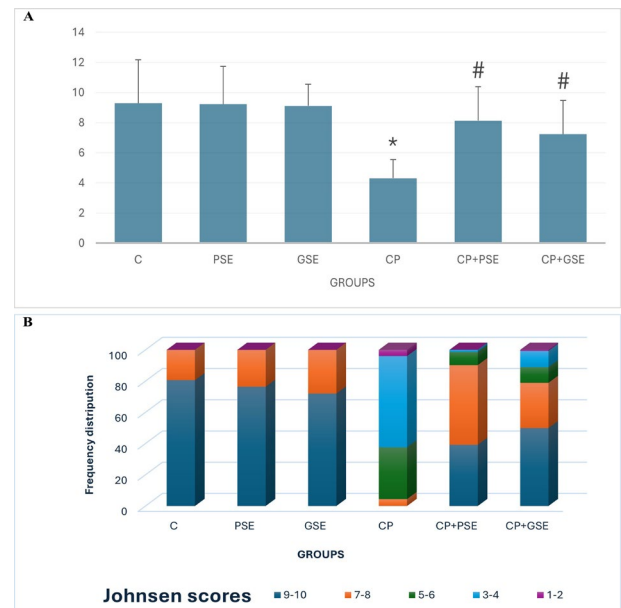 A
14
12
10
8
6
4
2
0
*
#
#
C PSE GSE CP CP+PSE CP+GSE
GROUPS
B
100
80
60
40
20
0
Frequency distripution
C PSE GSE CP CP+PSE CP+GSE
GROUPS
Johnsen scores 9-10 7-8 5-6 3-4 1-2